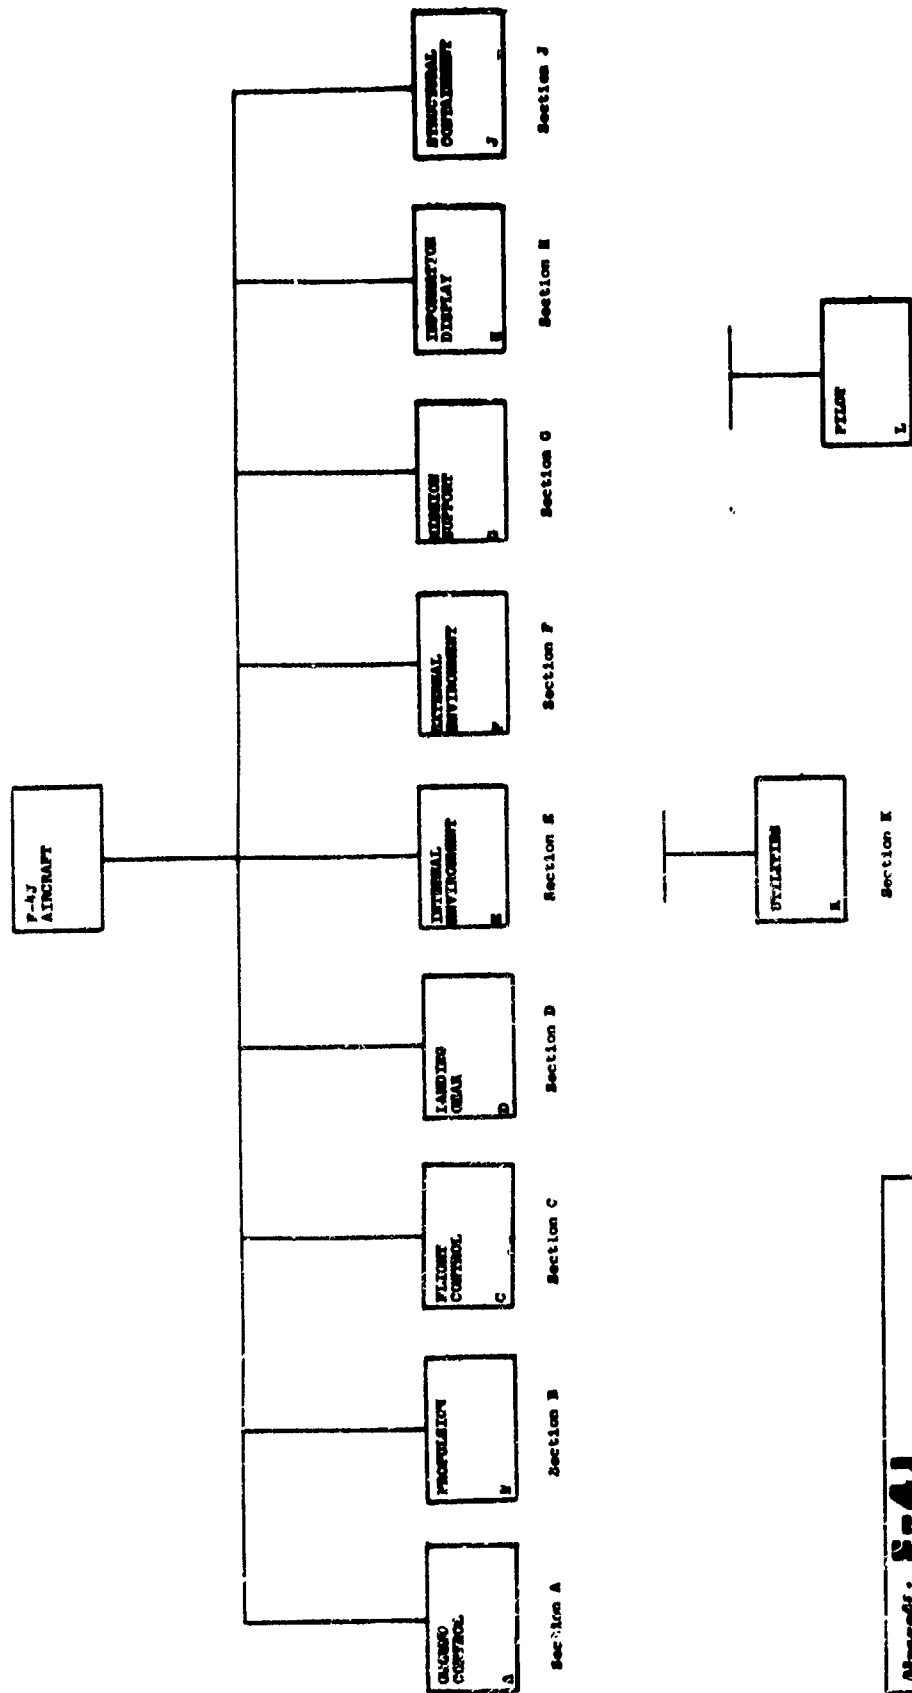 F-4J
AIRCRAFT
GROUND
CONTROL
A
Section A
PROPULSION
B
Section B
FLIGHT
CONTROL
C
Section C
LANDING
GEAR
D
Section D
INTERNAL
ENVIRONMENT
E
Section E
EXTERNAL
ENVIRONMENT
F
Section F
MISSION
SUPPORT
G
Section G
INFORMATION
DISPLAY
H
Section H
STRUCTURAL
CONTAINMENT
J
Section J
UTILITIES
K
Section K
PILOT
L
Aircraft: